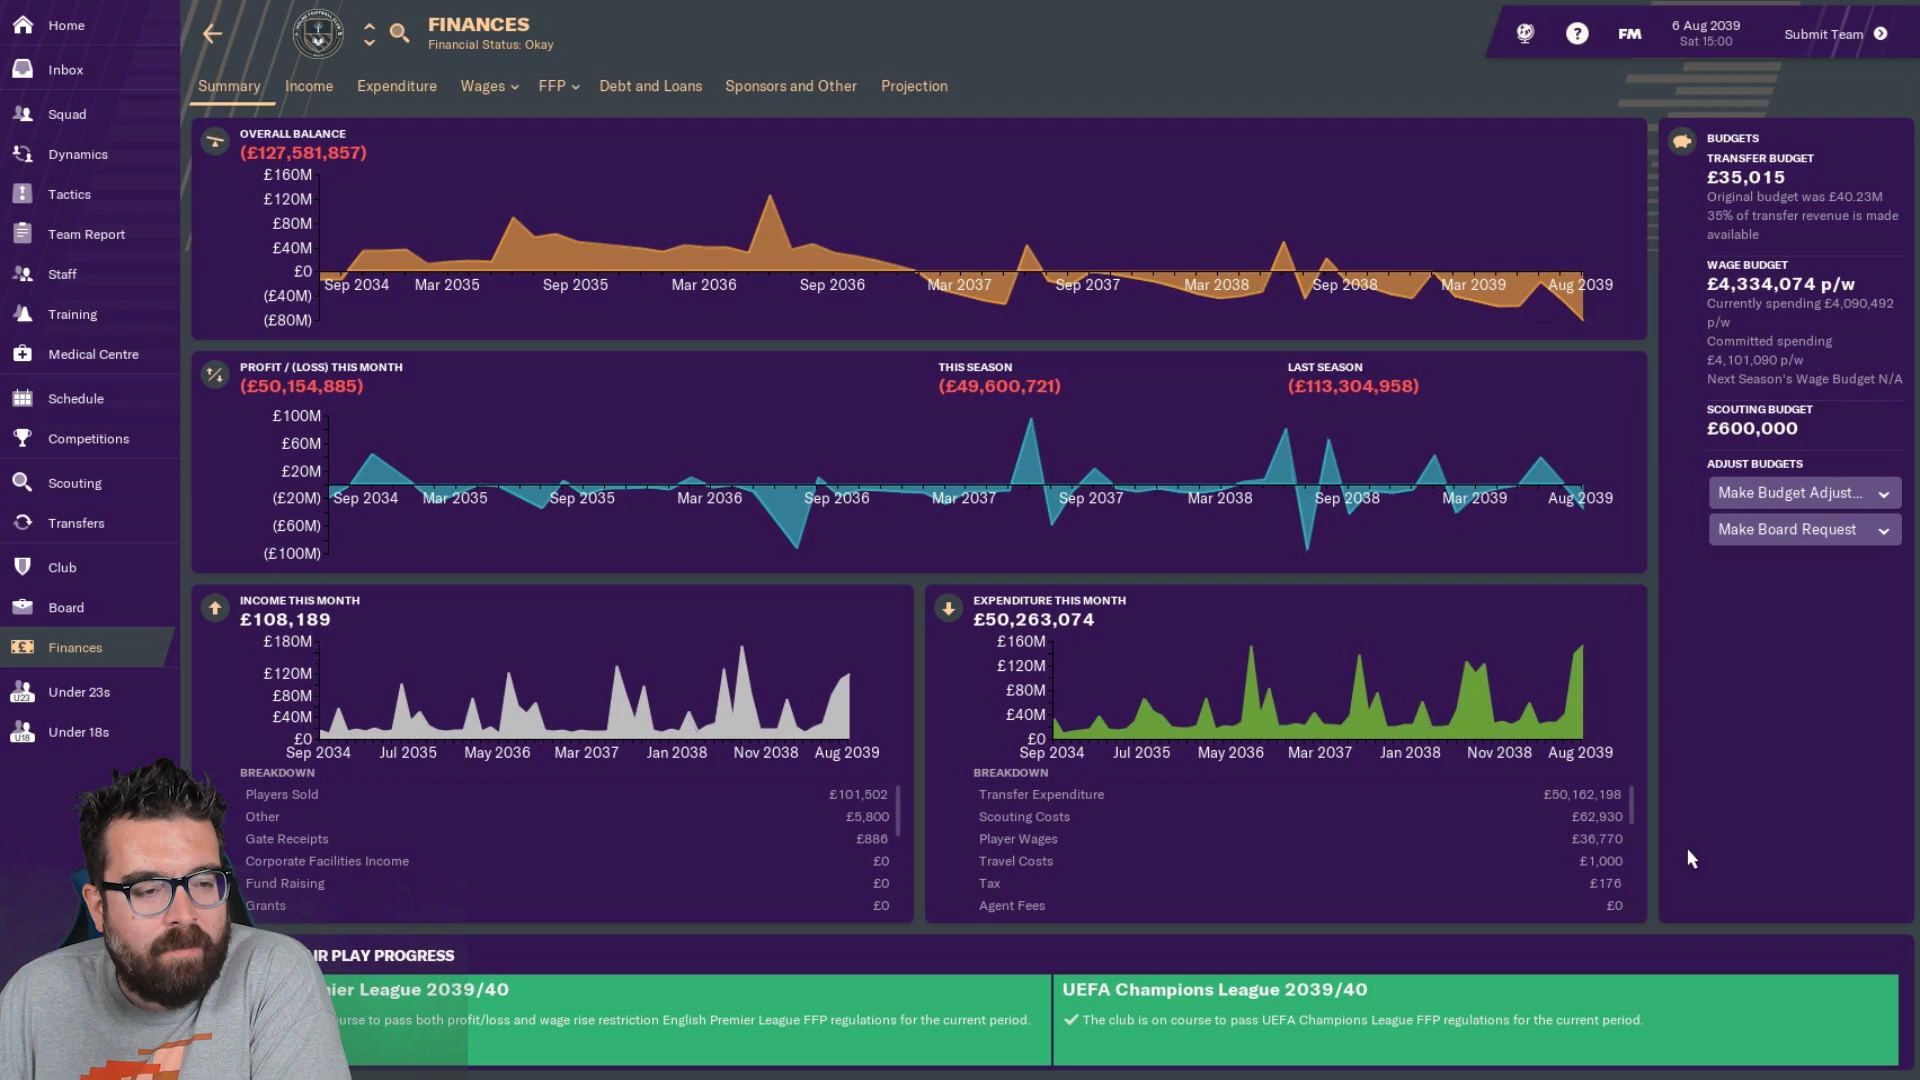 Home
Inbox
Squad
Dynamics
Tactics
Team Report
Staff
Training
Medical Centre
Schedule
Competitions
Scouting
Transfers
Club
Board
Finances
U23 Under 23s
U18 Under 18s
FINANCES
Financial Status: Okay
FM
6 Aug 2039
Sat 15:00
Submit Team
Summary Income Expenditure Wages FFP Debt and Loans Sponsors and Other Projection
OVERALL BALANCE
(£127,581,857)
£160M
£120M
£80M
£40M
£0
(£40M)
(£80M)
Sep 2034 Mar 2035 Sep 2035 Mar 2036 Sep 2036 Mar 2037 Sep 2037 Mar 2038 Sep 2038 Mar 2039 Aug 2039
PROFIT / (LOSS) THIS MONTH
(£50,154,885)
THIS SEASON
(£49,600,721)
LAST SEASON
(£113,304,958)
£100M
£60M
£20M
(£20M)
(£60M)
(£100M)
Sep 2034 Mar 2035 Sep 2035 Mar 2036 Sep 2036 Mar 2037 Sep 2037 Mar 2038 Sep 2038 Mar 2039 Aug 2039
INCOME THIS MONTH
£108,189
£180M
£120M
£80M
£40M
£0
Sep 2034 Jul 2035 May 2036 Mar 2037 Jan 2038 Nov 2038 Aug 2039
BREAKDOWN
Players Sold £101,502
Other £5,800
Gate Receipts £886
Corporate Facilities Income £0
Fund Raising £0
Grants £0
EXPENDITURE THIS MONTH
£50,263,074
£160M
£120M
£80M
£40M
£0
Sep 2034 Jul 2035 May 2036 Mar 2037 Jan 2038 Nov 2038 Aug 2039
BREAKDOWN
Transfer Expenditure £50,162,198
Scouting Costs £62,930
Player Wages £36,770
Travel Costs £1,000
Tax £176
Agent Fees £0
BUDGETS
TRANSFER BUDGET
£35,015
Original budget was £40.23M
35% of transfer revenue is made
available
WAGE BUDGET
£4,334,074 p/w
Currently spending £4,090,492
p/w
Committed spending
£4,101,090 p/w
Next Season's Wage Budget N/A
SCOUTING BUDGET
£600,000
ADJUST BUDGETS
Make Budget Adjust...
Make Board Request
PLAY PROGRESS
League 2039/40
to pass both profit/loss and wage rise restriction English Premier League FFP regulations for the current period.
UEFA Champions League 2039/40
The club is on course to pass UEFA Champions League FFP regulations for the current period.